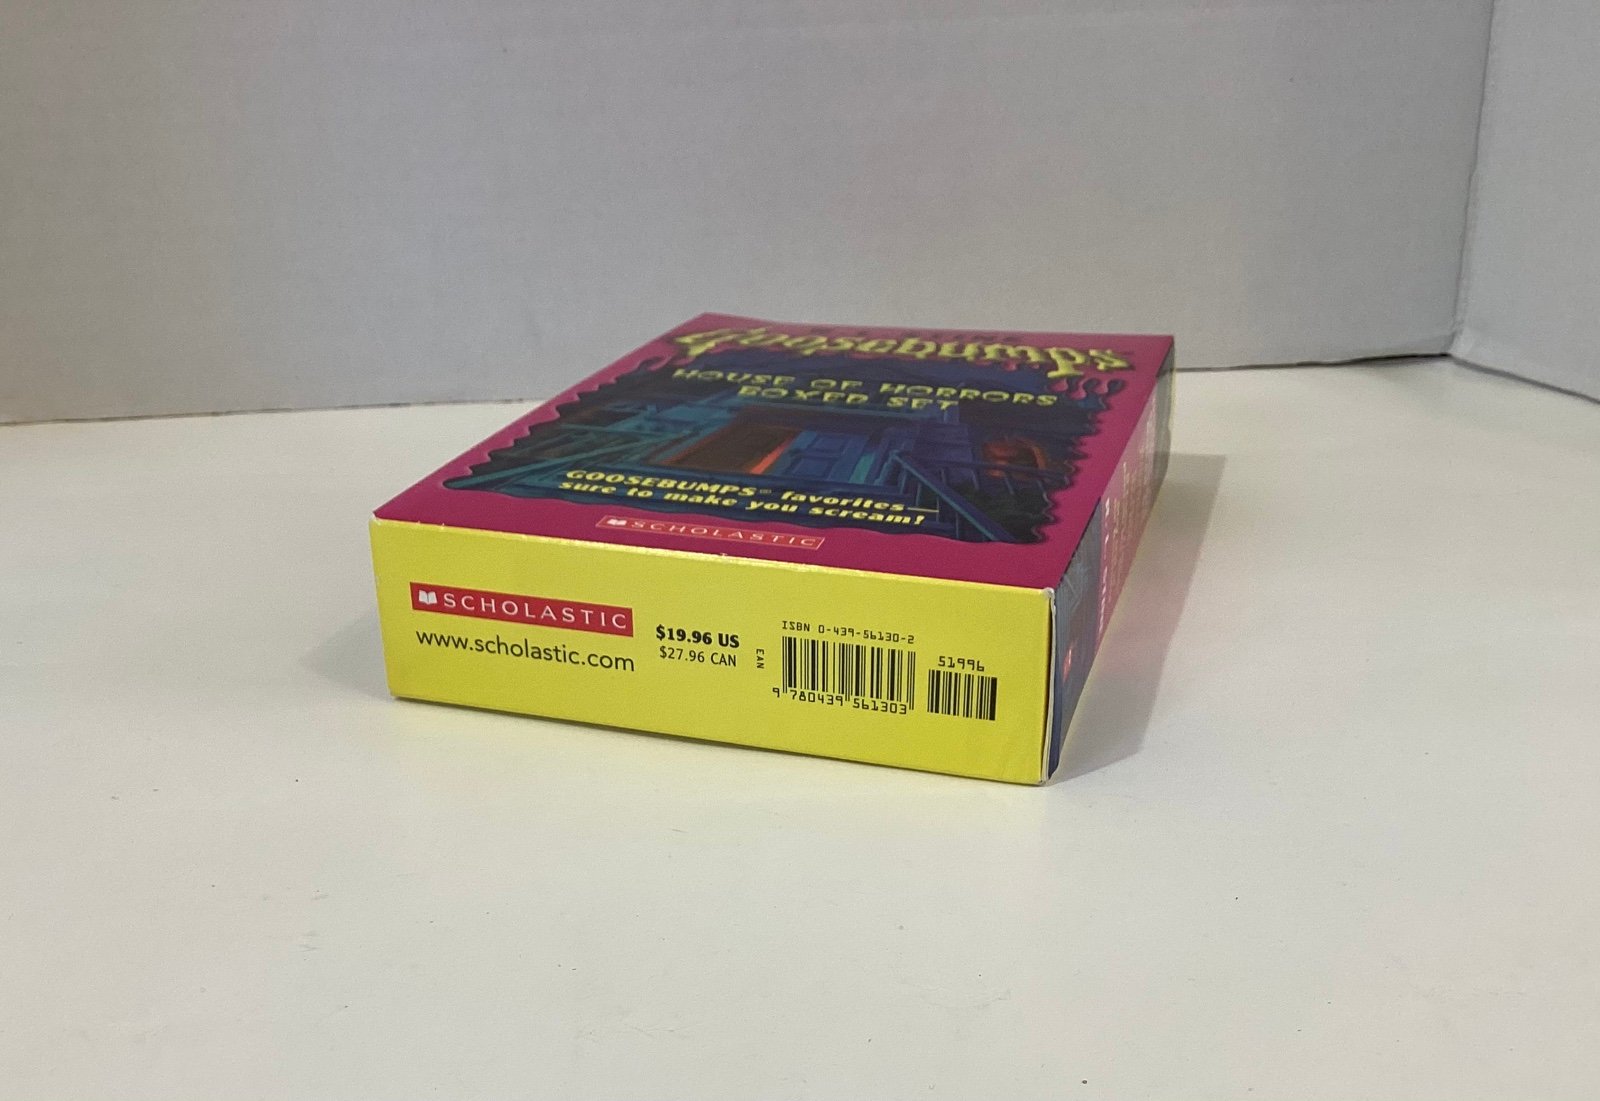 Goosebumps
HOUSE OF HORRORS
BOXED SET
GOOSEBUMPS® favorites—
sure to make you scream!
SCHOLASTIC
SCHOLASTIC
www.scholastic.com
$19.96 US
$27.96 CAN
EAN
ISBN 0-439-56130-2
51996
9 780439 561303